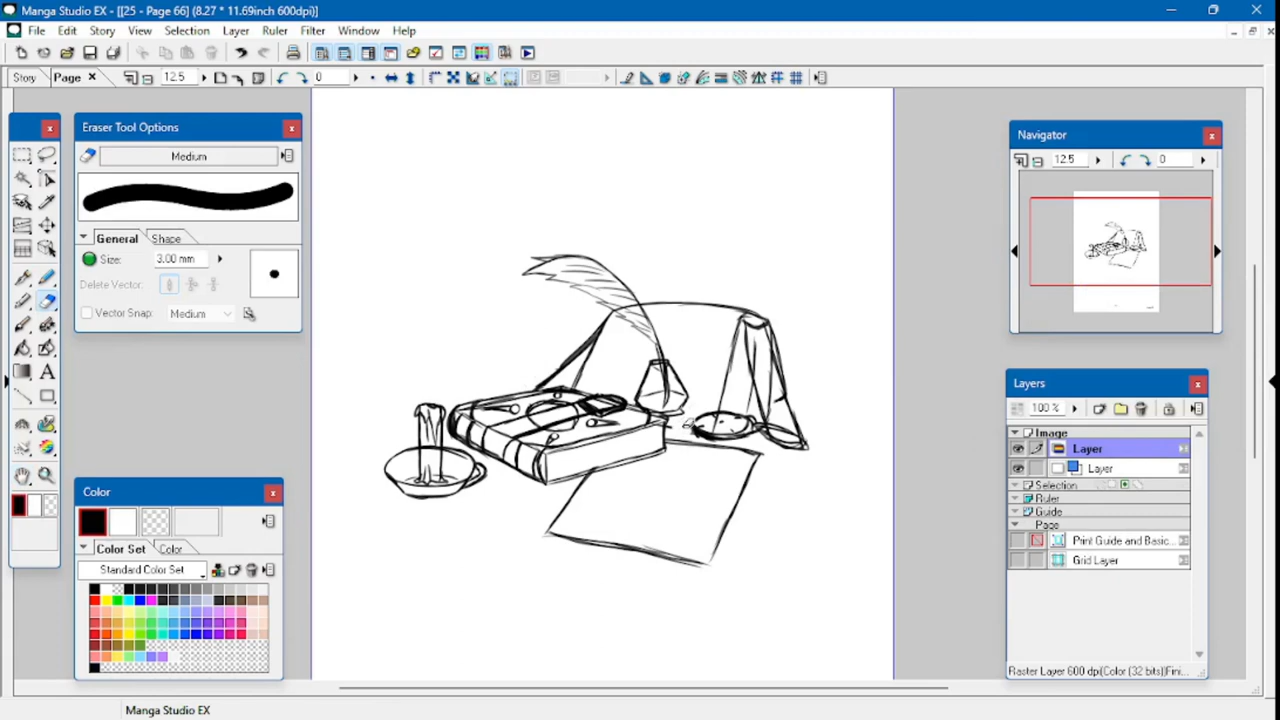 Manga Studio EX - [[25 - Page 66] (8.27 * 11.69inch 600dpi)]
File Edit Story View Selection Layer Ruler Filter Window Help
Story Page 12.5 0
Eraser Tool Options
Medium
General Shape
Size: 3.00 mm
Delete Vector:
Vector Snap: Medium
Navigator
12.5 0
Layers
100 %
Image
Layer
Layer
Selection
Ruler
Guide
Page
Print Guide and Basic...
Grid Layer
Raster Layer 600 dpi(Color (32 bits))Fini...
Color
Color Set Color
Standard Color Set
Manga Studio EX